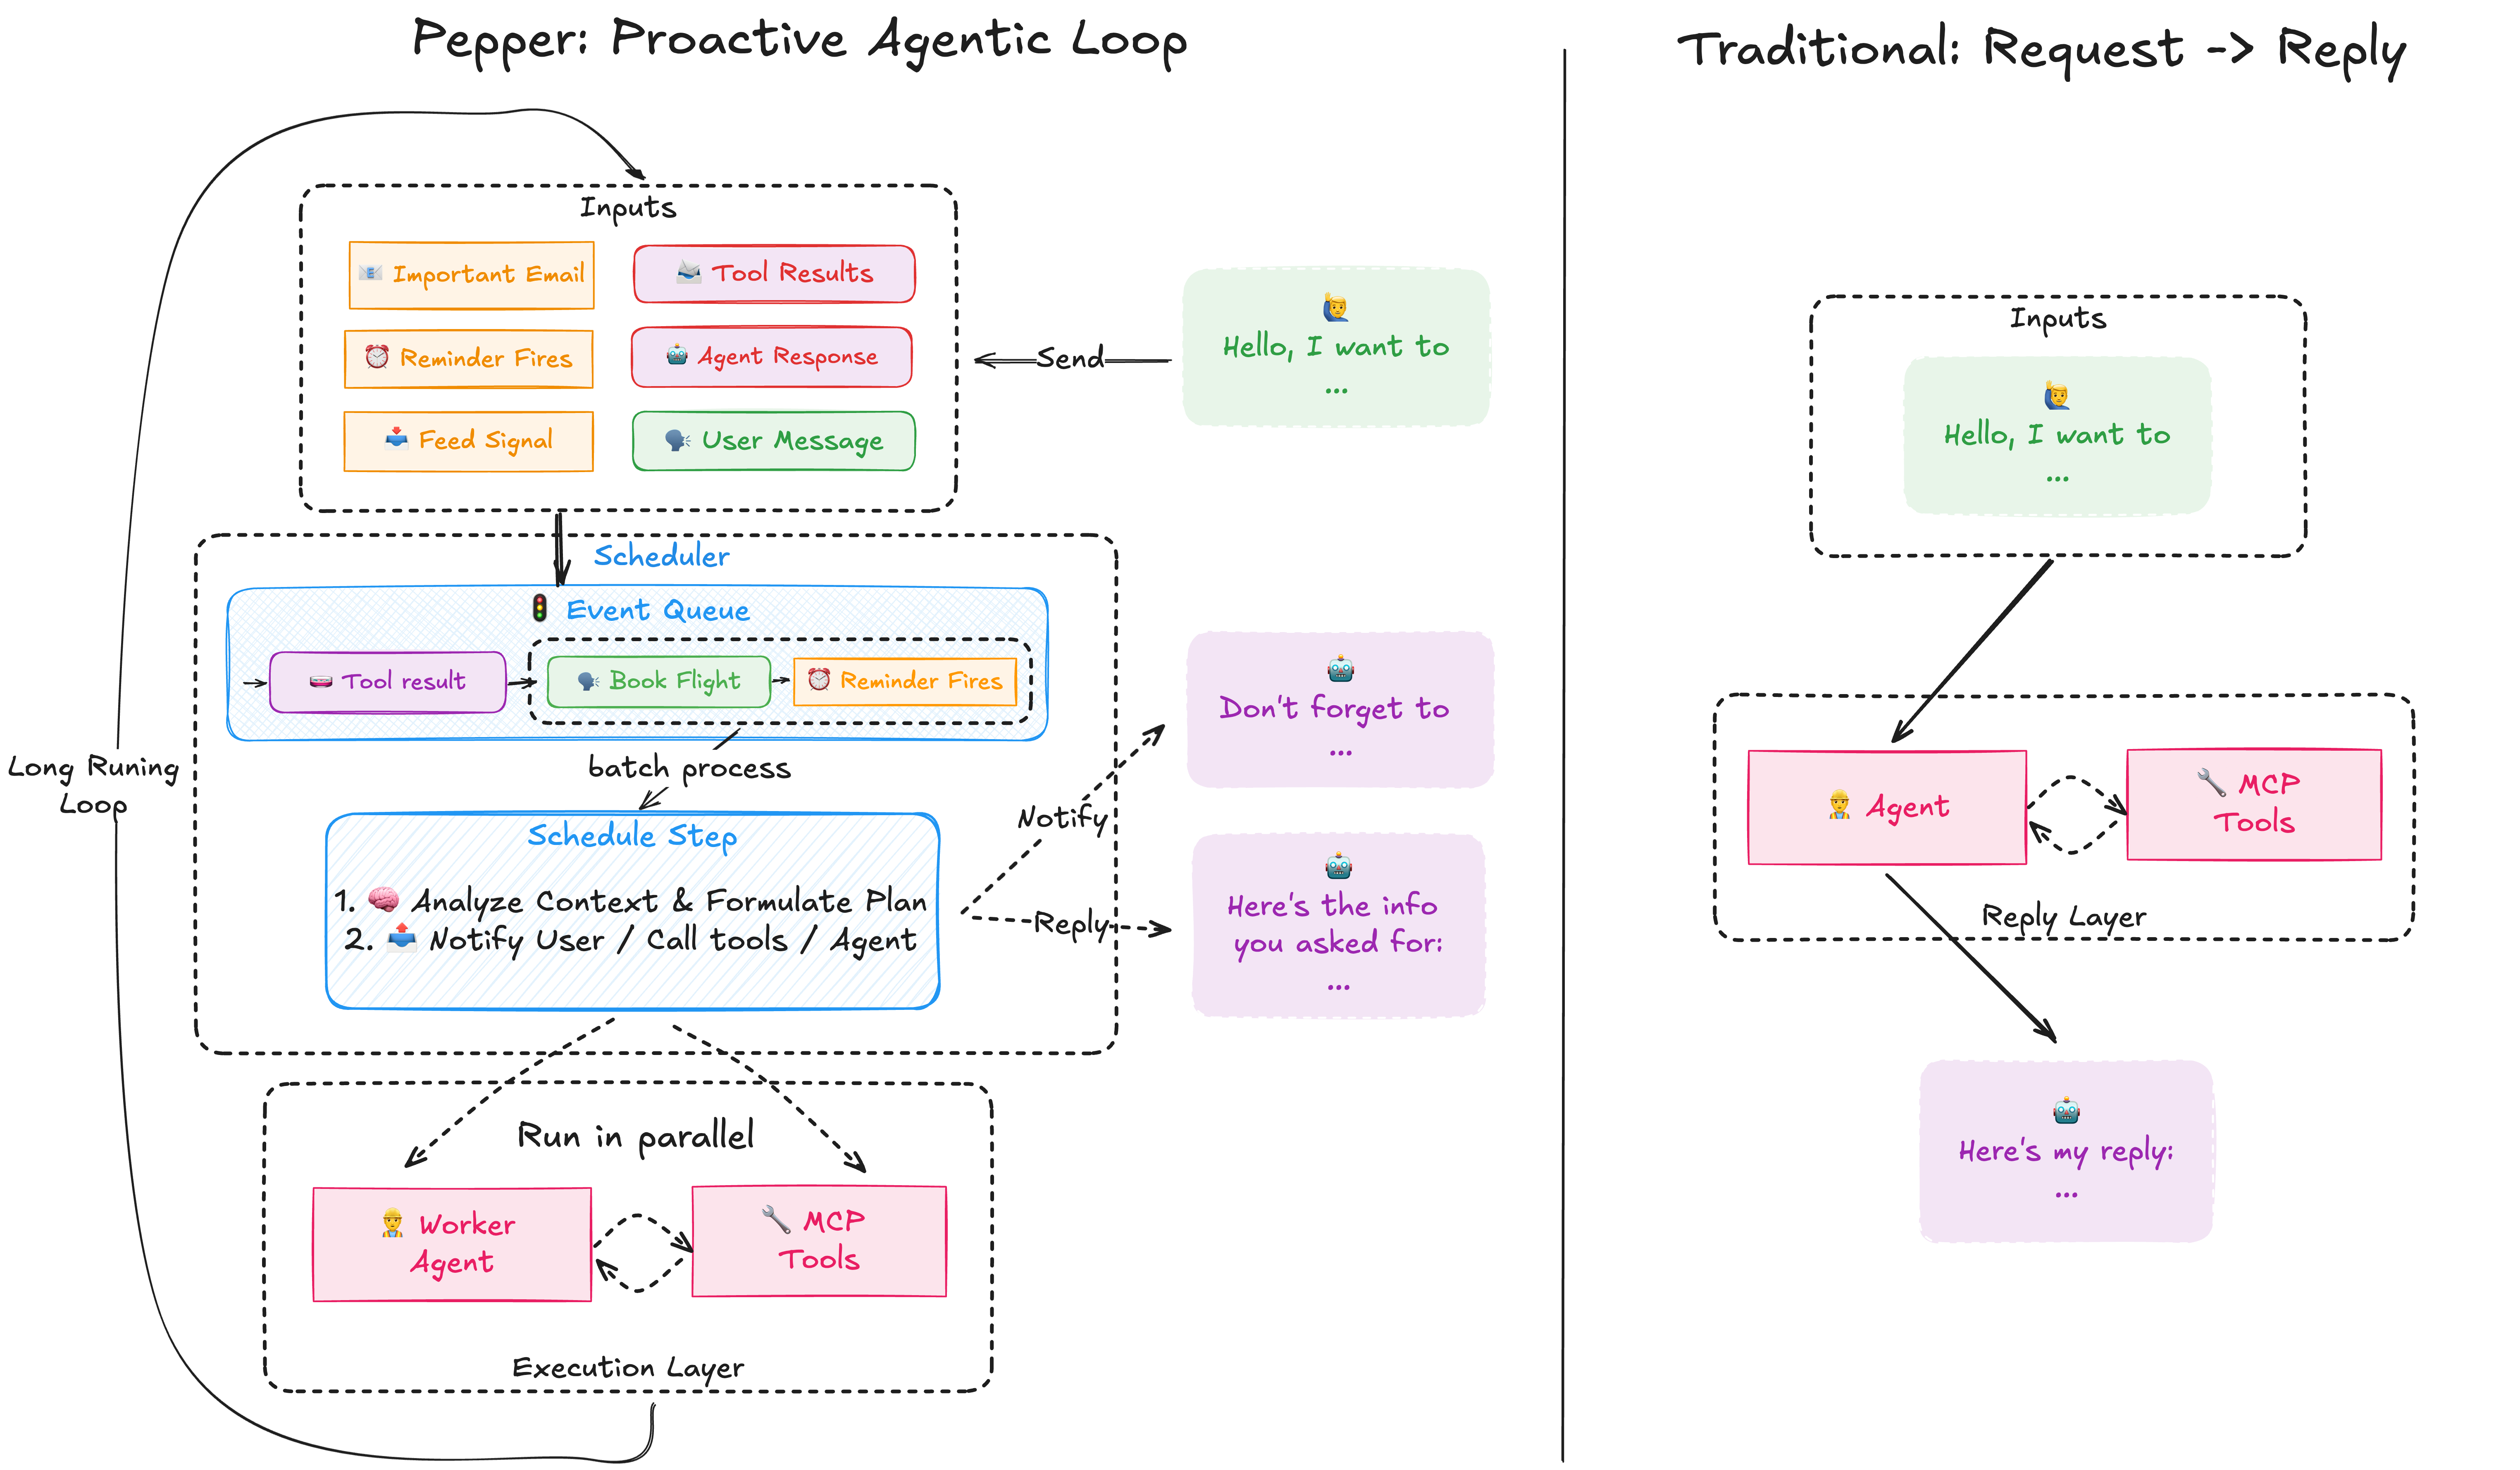 Pepper: Proactive Agentic Loop
Inputs
📧 Important Email
📨 Tool Results
⏰ Reminder Fires
🤖 Agent Response
📥 Feed Signal
🗣 User Message
Send
🙋‍♂️
Hello, I want to
...
Scheduler
🚦 Event Queue
Tool result
🗣 Book Flight
⏰ Reminder Fires
batch process
Schedule Step
1. 🧠 Analyze Context & Formulate Plan
2. 📤 Notify User / Call tools / Agent
Long Runing
Loop
Notify
🤖
Don't forget to
...
Reply
🤖
Here's the info
you asked for:
...
Run in parallel
👷 Worker
Agent
🔧 MCP
Tools
Execution Layer
Traditional: Request -> Reply
Inputs
🙋‍♂️
Hello, I want to
...
👷 Agent
🔧 MCP
Tools
Reply Layer
🤖
Here's my reply:
...